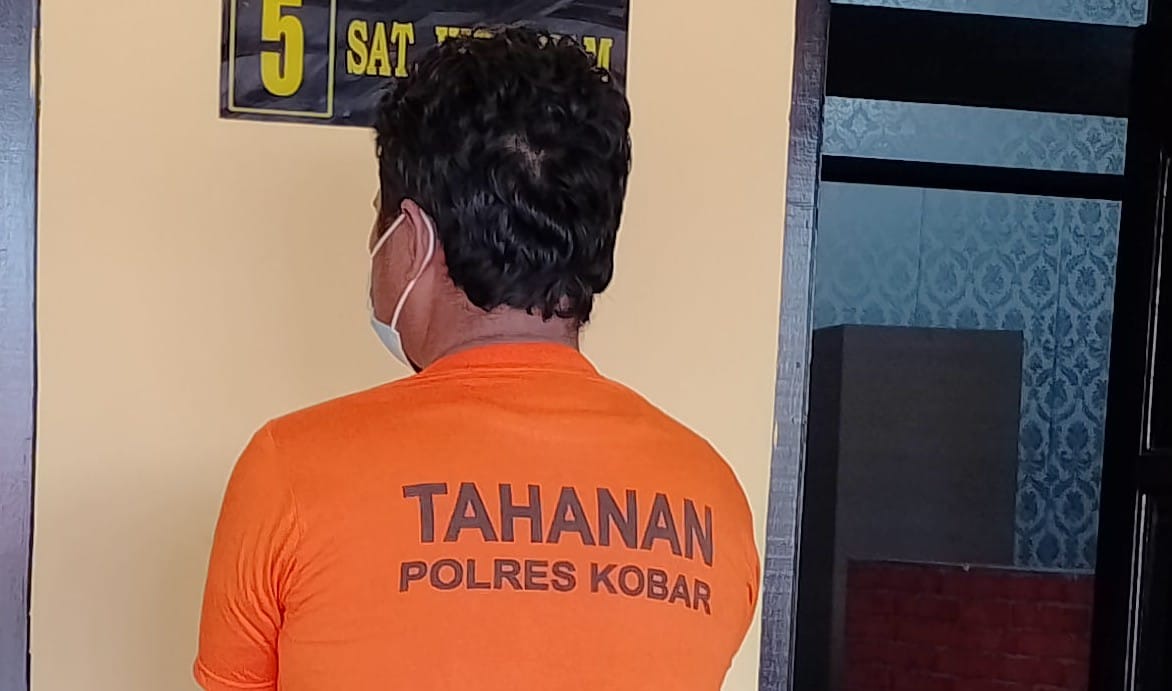 5
SAT
TAHANAN
POLRES KOBAR